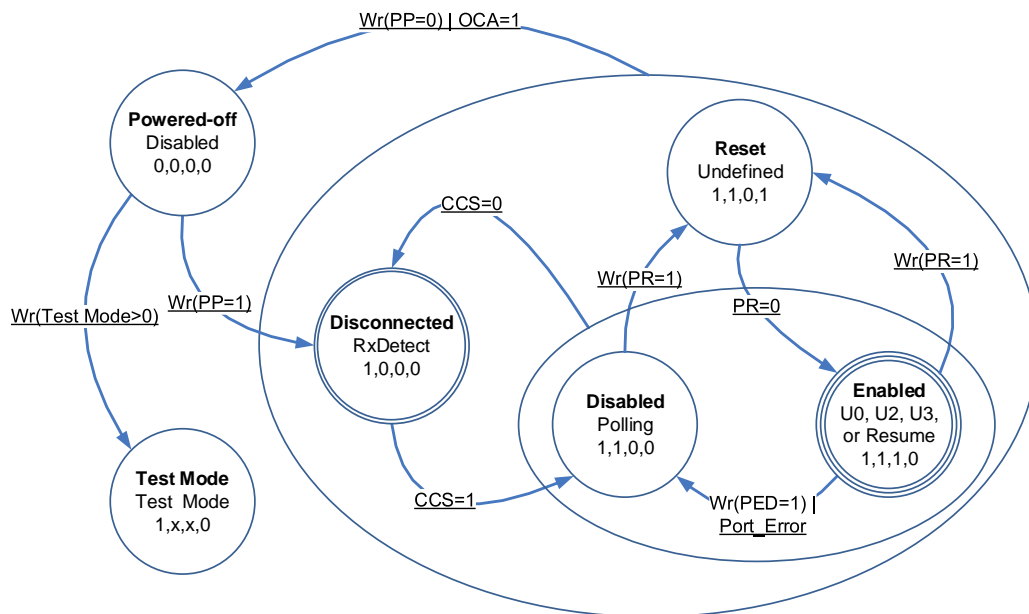 Wr(PP=0) | OCA=1
Powered-off
Disabled
0,0,0,0
Reset
Undefined
1,1,0,1
CCS=0
Wr(PR=1)
Wr(PR=1)
Wr(Test Mode>0)
Wr(PP=1)
PR=0
Disconnected
RxDetect
1,0,0,0
Disabled
Polling
1,1,0,0
Enabled
U0, U2, U3,
or Resume
1,1,1,0
Test Mode
Test Mode
1,x,x,0
CCS=1
Wr(PED=1) |
Port_Error